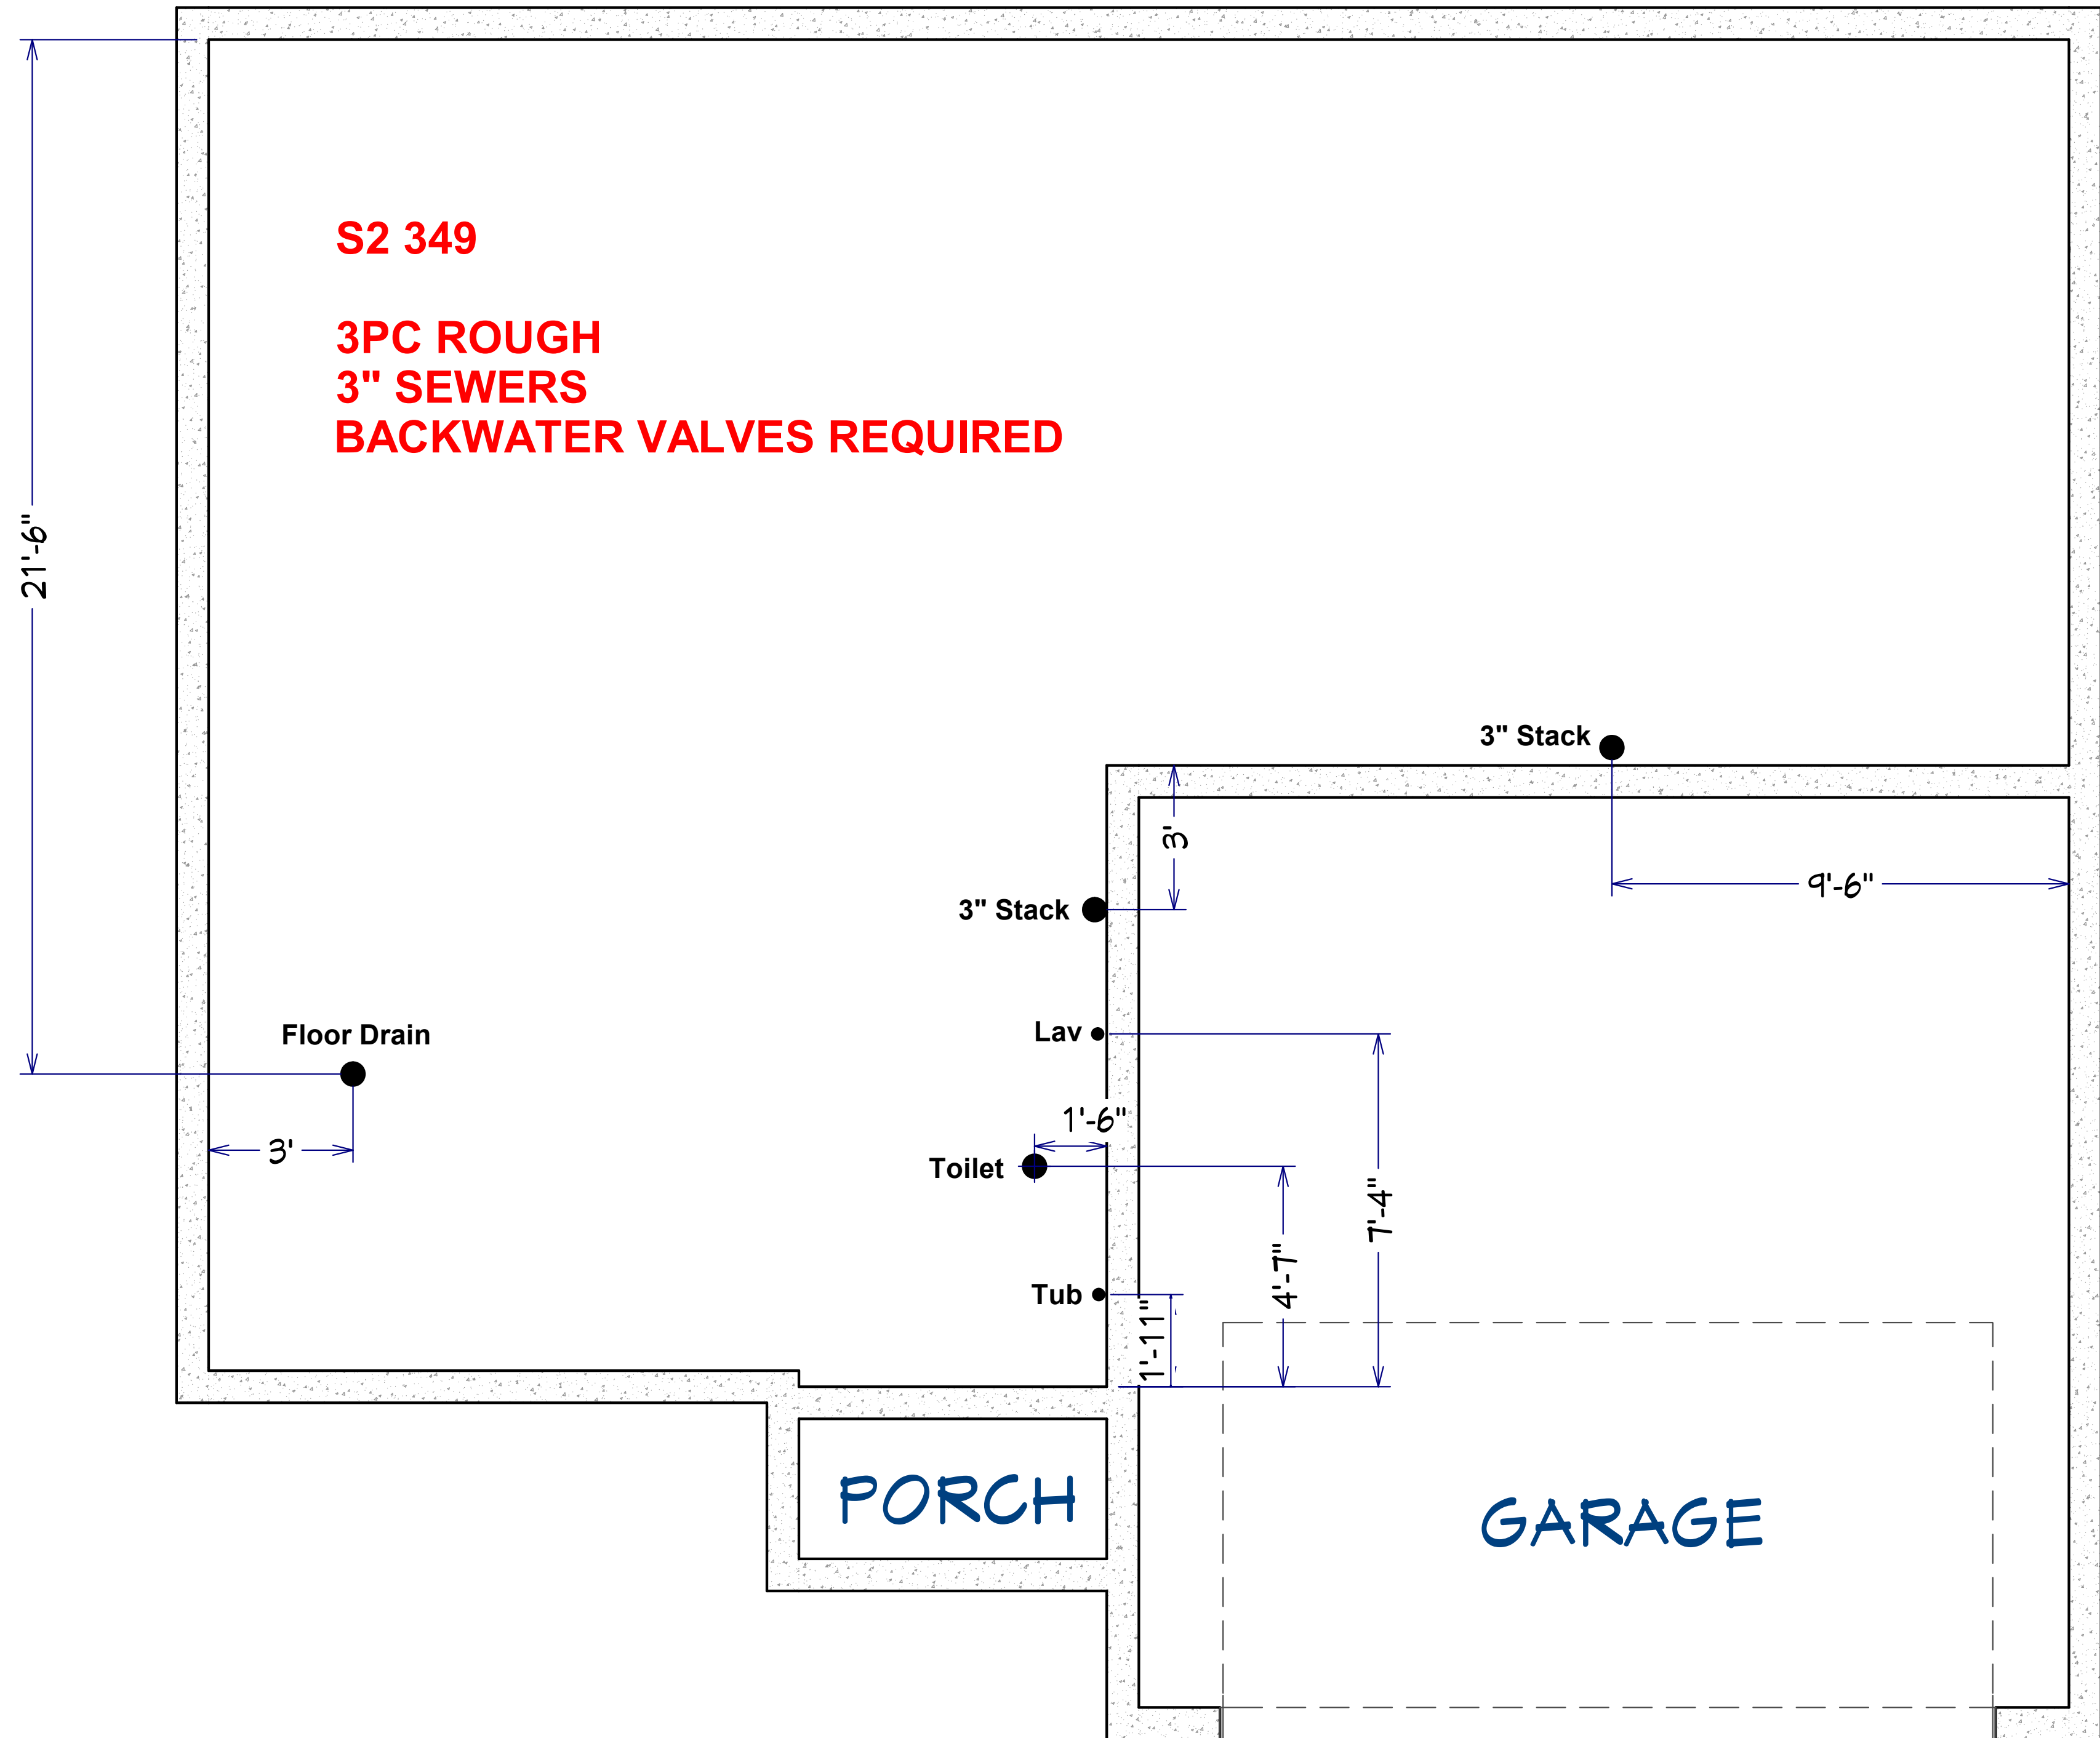 S2 349
3PC ROUGH
3" SEWERS
BACKWATER VALVES REQUIRED
21'-6"
3" Stack
3'
9'-6"
3" Stack
Lav
Floor Drain
1'-6"
3'
Toilet
7'-4"
4'-7"
Tub
1'-11"
PORCH
GARAGE